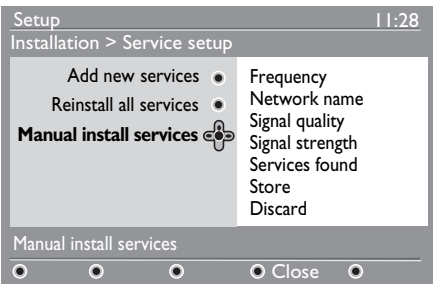 Setup 11:28
Installation > Service setup
Add new services
Reinstall all services
Manual install services
Frequency
Network name
Signal quality
Signal strength
Services found
Store
Discard
Manual install services
Close